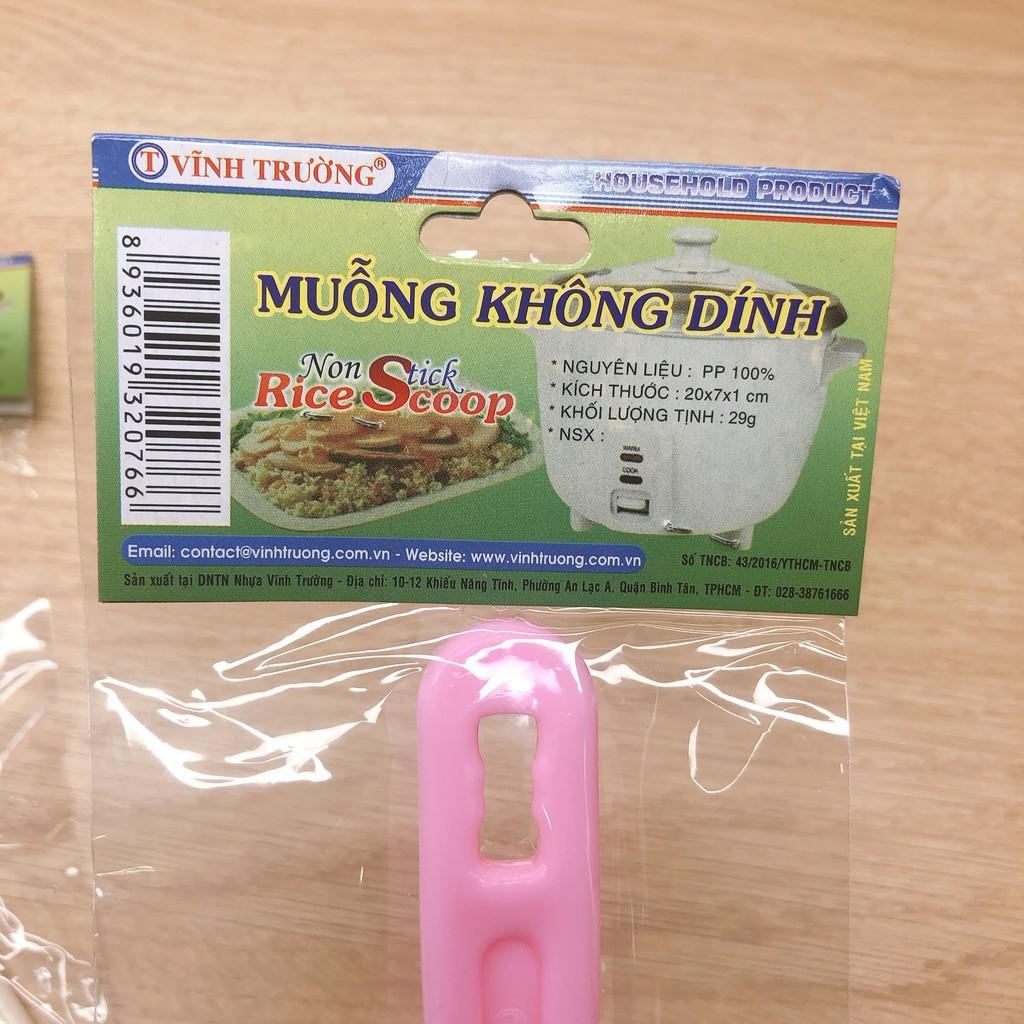 T VĨNH TRƯỜNG®
HOUSEHOLD PRODUCT
8936019320766
MUỖNG KHÔNG DÍNH
Non Stick
Rice Scoop
* NGUYÊN LIỆU : PP 100%
* KÍCH THƯỚC : 20x7x1 cm
* KHỐI LƯỢNG TỊNH : 29g
* NSX :
WARM
COOK
SẢN XUẤT TẠI VIỆT NAM
Email: contact@vinhtruong.com.vn - Website: www.vinhtruong.com.vn
Số TNCB: 43/2016/YTHCM-TNCB
Sản xuất tại DNTN Nhựa Vĩnh Trường - Địa chỉ: 10-12 Khiếu Năng Tĩnh, Phường An Lạc A, Quận Bình Tân, TPHCM - ĐT: 028-38761666